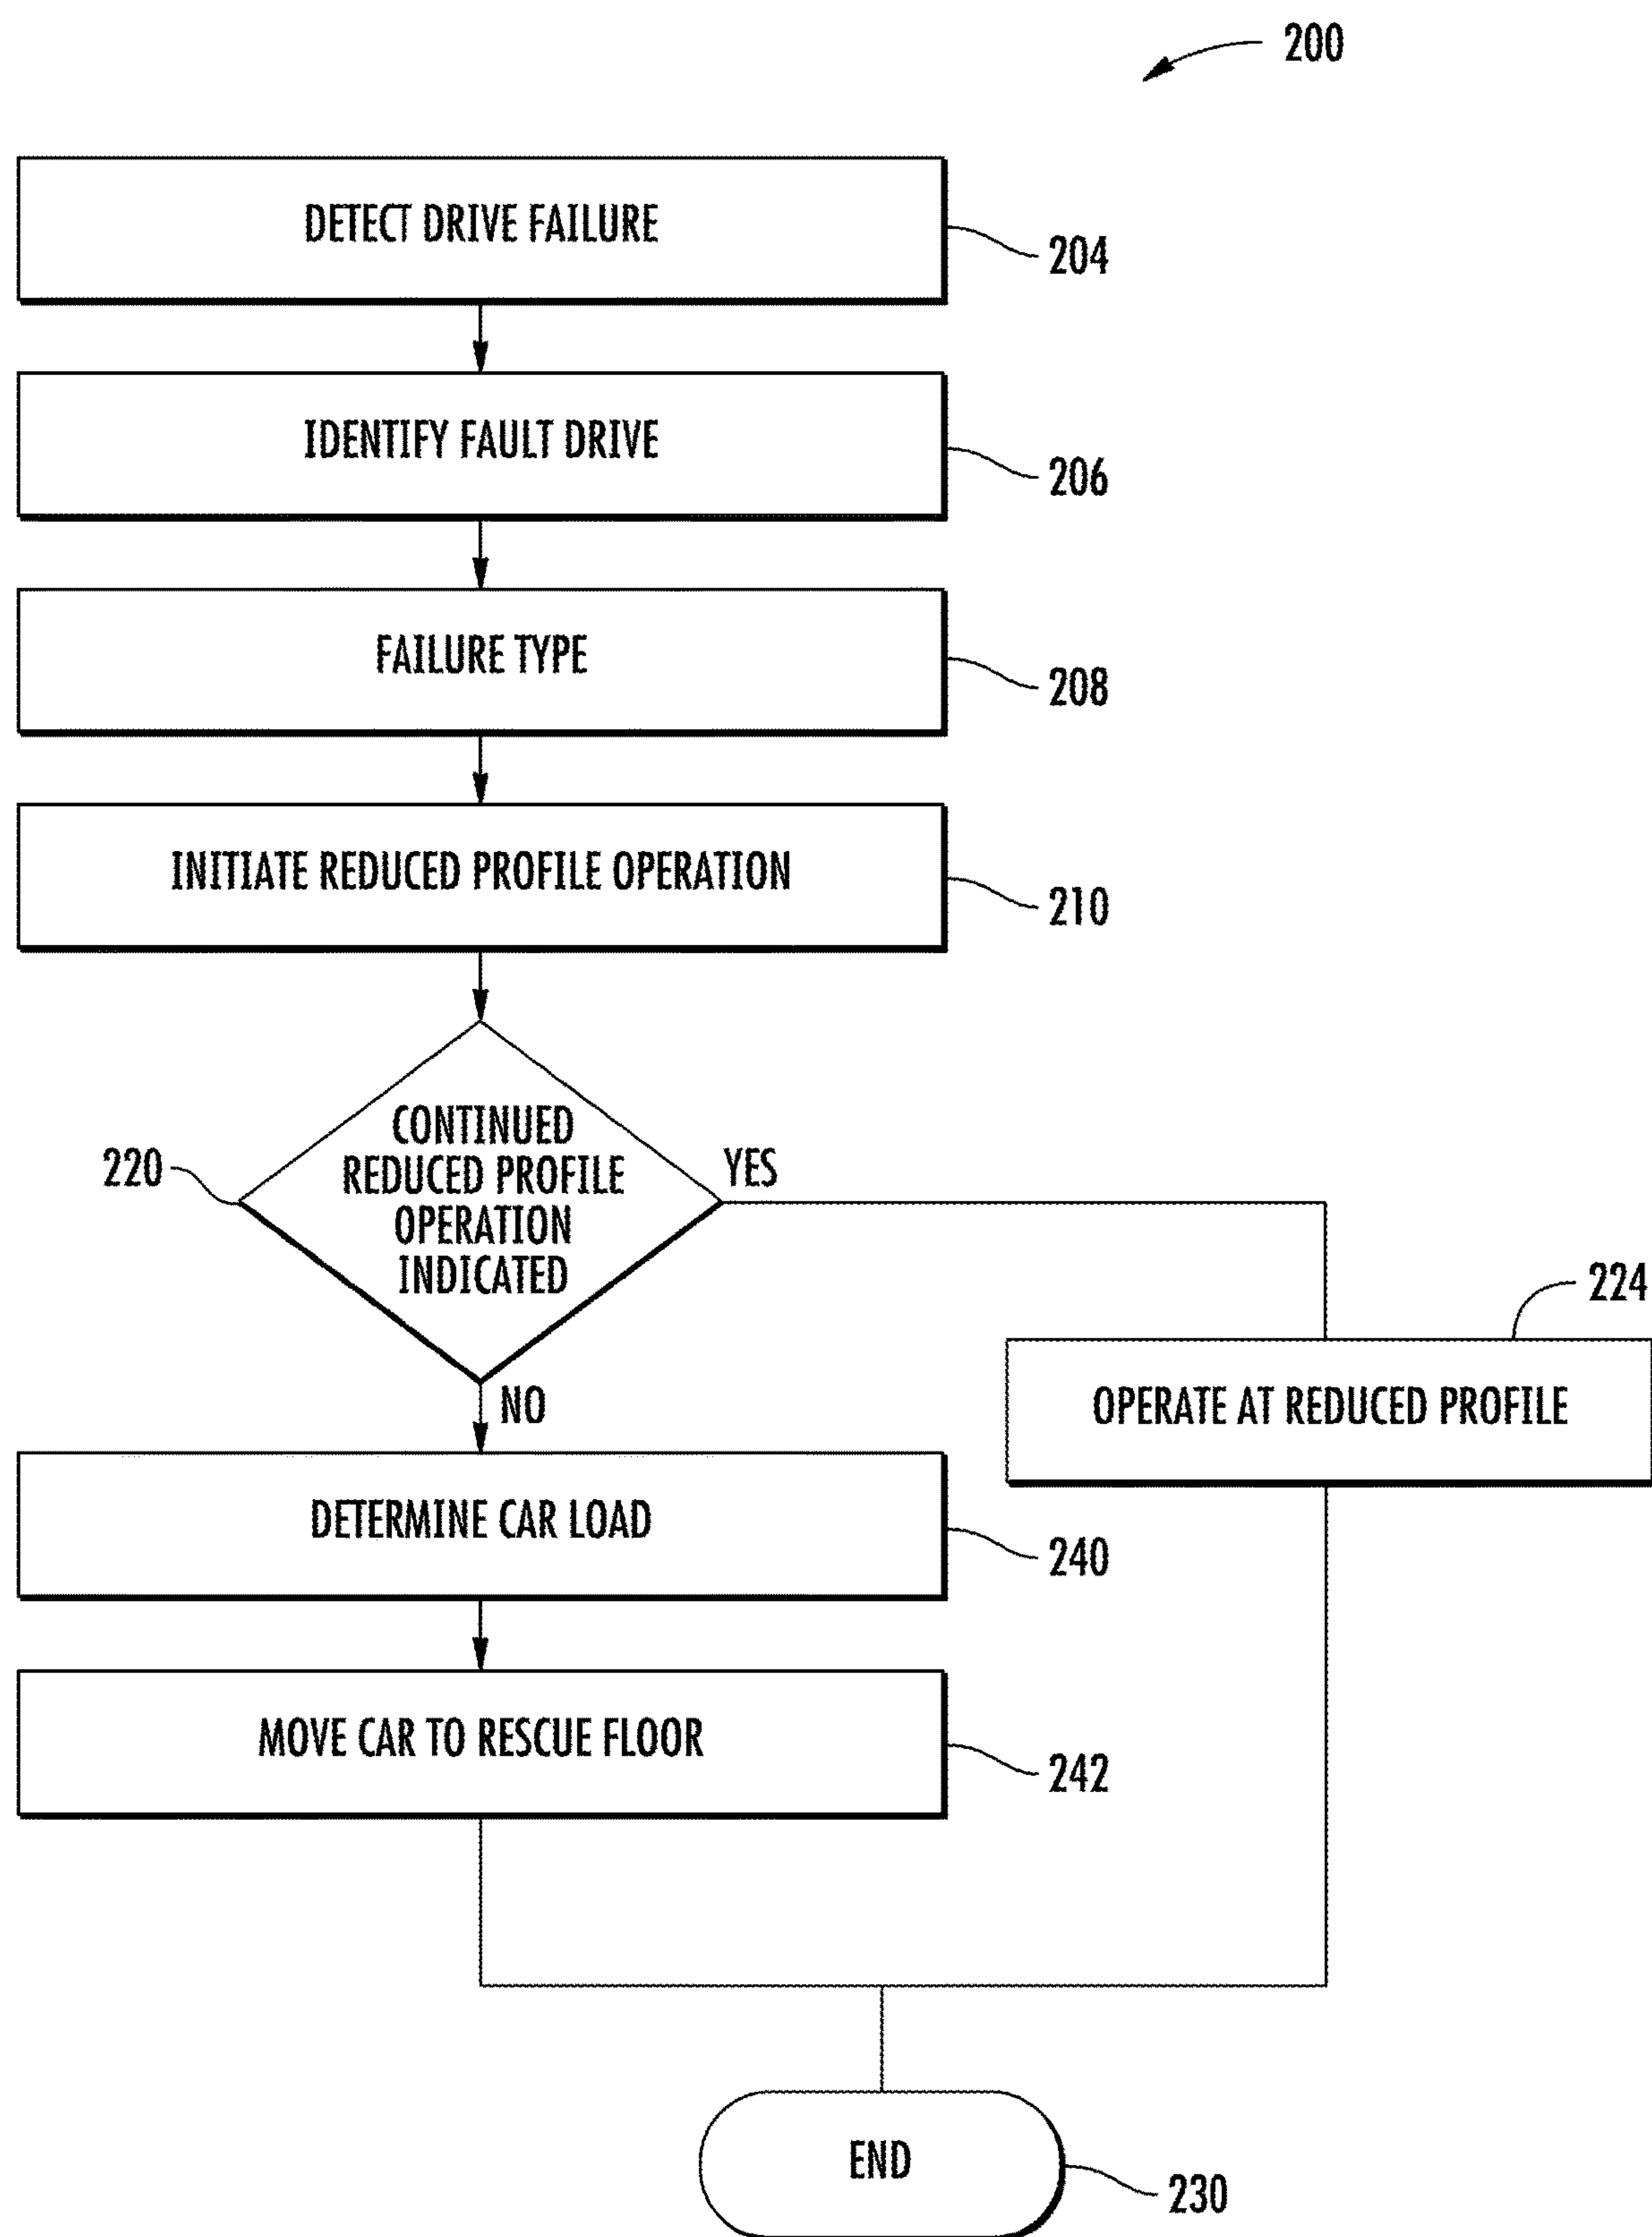 200
DETECT DRIVE FAILURE
204
IDENTIFY FAULT DRIVE
206
FAILURE TYPE
208
INITIATE REDUCED PROFILE OPERATION
210
CONTINUED
REDUCED PROFILE
OPERATION
INDICATED
220
YES
224
OPERATE AT REDUCED PROFILE
NO
DETERMINE CAR LOAD
240
MOVE CAR TO RESCUE FLOOR
242
END
230